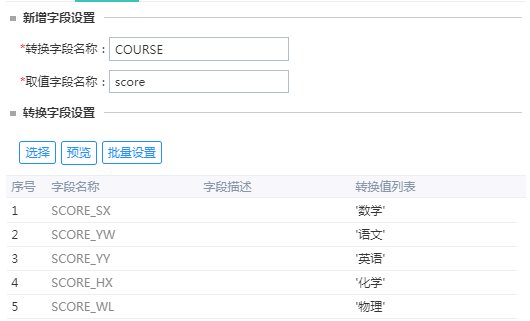 新增字段设置
*转换字段名称： COURSE
*取值字段名称： score
转换字段设置
选择 预览 批量设置
序号 字段名称 字段描述 转换值列表
1 SCORE_SX '数学'
2 SCORE_YW '语文'
3 SCORE_YY '英语'
4 SCORE_HX '化学'
5 SCORE_WL '物理'